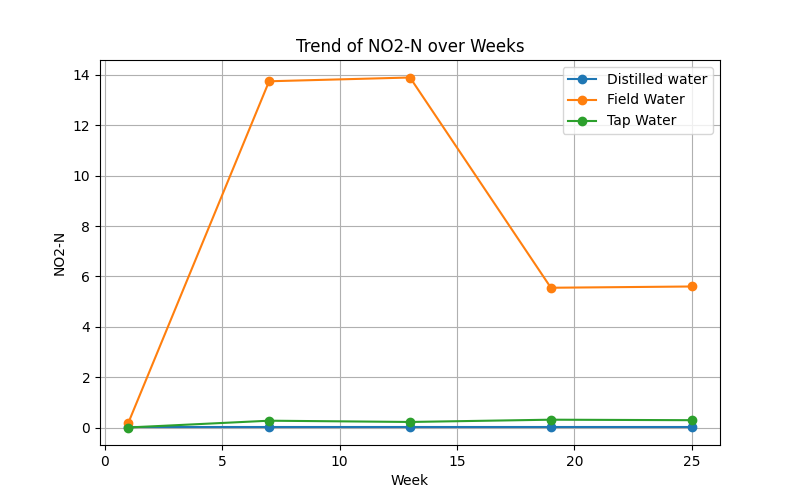 Trend of NO2-N over Weeks
Distilled water
Field Water
Tap Water
NO2-N
14
12
10
8
6
4
2
0
0 5 10 15 20 25
Week